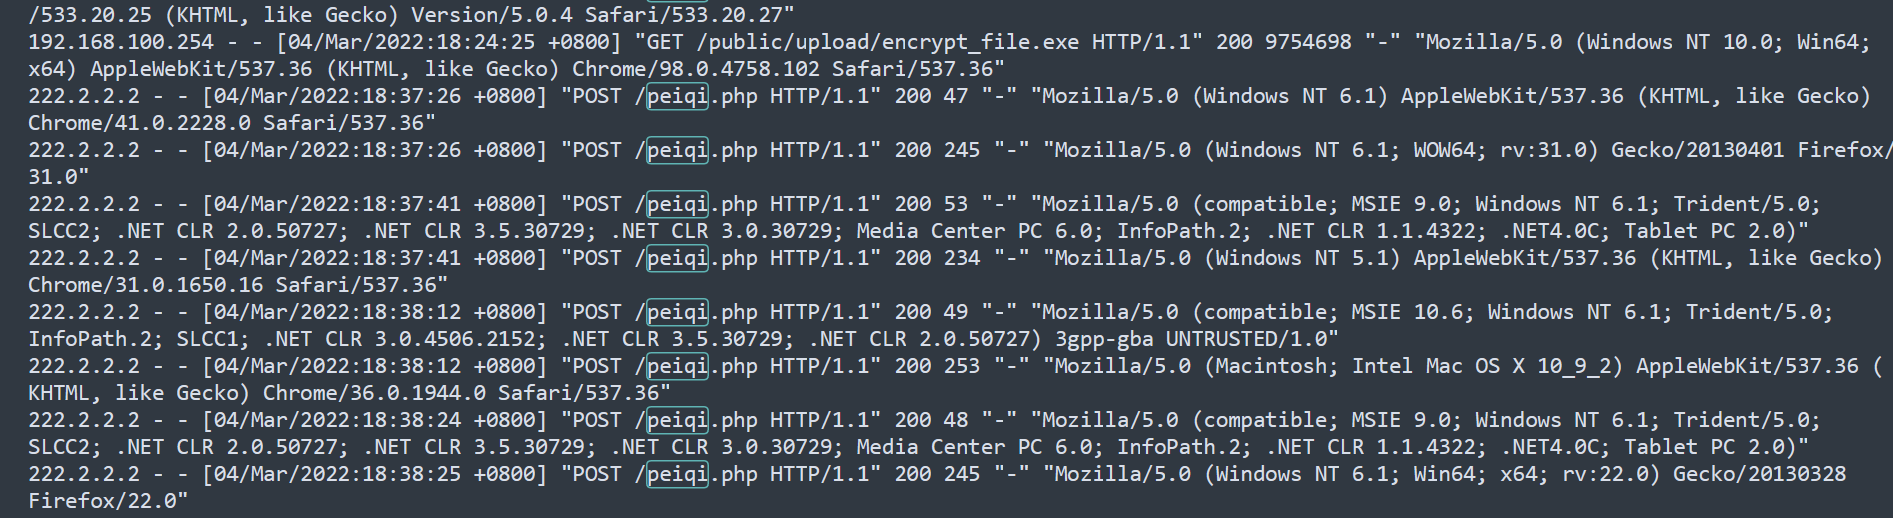 /533.20.25 (KHTML, like Gecko) Version/5.0.4 Safari/533.20.27"
192.168.100.254 - - [04/Mar/2022:18:24:25 +0800] "GET /public/upload/encrypt_file.exe HTTP/1.1" 200 9754698 "-" "Mozilla/5.0 (Windows NT 10.0; Win64;
x64) AppleWebKit/537.36 (KHTML, like Gecko) Chrome/98.0.4758.102 Safari/537.36"
222.2.2.2 - - [04/Mar/2022:18:37:26 +0800] "POST /peiqi.php HTTP/1.1" 200 47 "-" "Mozilla/5.0 (Windows NT 6.1) AppleWebKit/537.36 (KHTML, like Gecko)
Chrome/41.0.2228.0 Safari/537.36"
222.2.2.2 - - [04/Mar/2022:18:37:26 +0800] "POST /peiqi.php HTTP/1.1" 200 245 "-" "Mozilla/5.0 (Windows NT 6.1; WOW64; rv:31.0) Gecko/20130401 Firefox/
31.0"
222.2.2.2 - - [04/Mar/2022:18:37:41 +0800] "POST /peiqi.php HTTP/1.1" 200 53 "-" "Mozilla/5.0 (compatible; MSIE 9.0; Windows NT 6.1; Trident/5.0;
SLCC2; .NET CLR 2.0.50727; .NET CLR 3.5.30729; .NET CLR 3.0.30729; Media Center PC 6.0; InfoPath.2; .NET CLR 1.1.4322; .NET4.0C; Tablet PC 2.0)"
222.2.2.2 - - [04/Mar/2022:18:37:41 +0800] "POST /peiqi.php HTTP/1.1" 200 234 "-" "Mozilla/5.0 (Windows NT 5.1) AppleWebKit/537.36 (KHTML, like Gecko)
Chrome/31.0.1650.16 Safari/537.36"
222.2.2.2 - - [04/Mar/2022:18:38:12 +0800] "POST /peiqi.php HTTP/1.1" 200 49 "-" "Mozilla/5.0 (compatible; MSIE 10.6; Windows NT 6.1; Trident/5.0;
InfoPath.2; SLCC1; .NET CLR 3.0.4506.2152; .NET CLR 3.5.30729; .NET CLR 2.0.50727) 3gpp-gba UNTRUSTED/1.0"
222.2.2.2 - - [04/Mar/2022:18:38:12 +0800] "POST /peiqi.php HTTP/1.1" 200 253 "-" "Mozilla/5.0 (Macintosh; Intel Mac OS X 10_9_2) AppleWebKit/537.36 (
KHTML, like Gecko) Chrome/36.0.1944.0 Safari/537.36"
222.2.2.2 - - [04/Mar/2022:18:38:24 +0800] "POST /peiqi.php HTTP/1.1" 200 48 "-" "Mozilla/5.0 (compatible; MSIE 9.0; Windows NT 6.1; Trident/5.0;
SLCC2; .NET CLR 2.0.50727; .NET CLR 3.5.30729; .NET CLR 3.0.30729; Media Center PC 6.0; InfoPath.2; .NET CLR 1.1.4322; .NET4.0C; Tablet PC 2.0)"
222.2.2.2 - - [04/Mar/2022:18:38:25 +0800] "POST /peiqi.php HTTP/1.1" 200 245 "-" "Mozilla/5.0 (Windows NT 6.1; Win64; x64; rv:22.0) Gecko/20130328
Firefox/22.0"